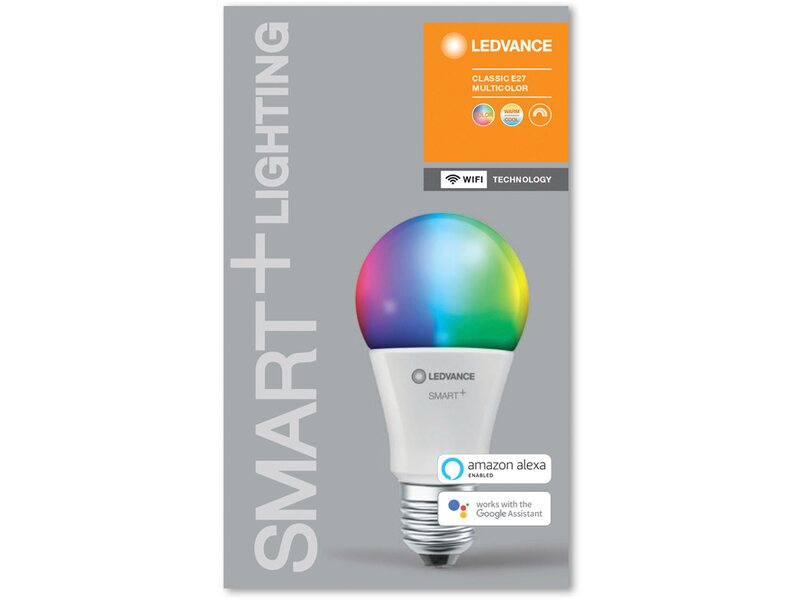 SMART+ LIGHTING
LEDVANCE
CLASSIC E27
MULTICOLOR
COLOR
WARM
COOL
WIFI
TECHNOLOGY
LEDVANCE
SMART+
amazon alexa
ENABLED
works with the
Google Assistant